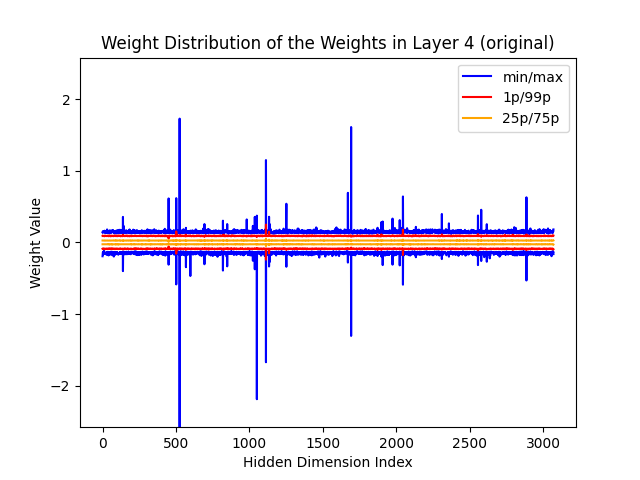 Weight Distribution of the Weights in Layer 4 (original)
min/max
1p/99p
25p/75p
Weight Value
2
1
0
−1
−2
0 500 1000 1500 2000 2500 3000
Hidden Dimension Index